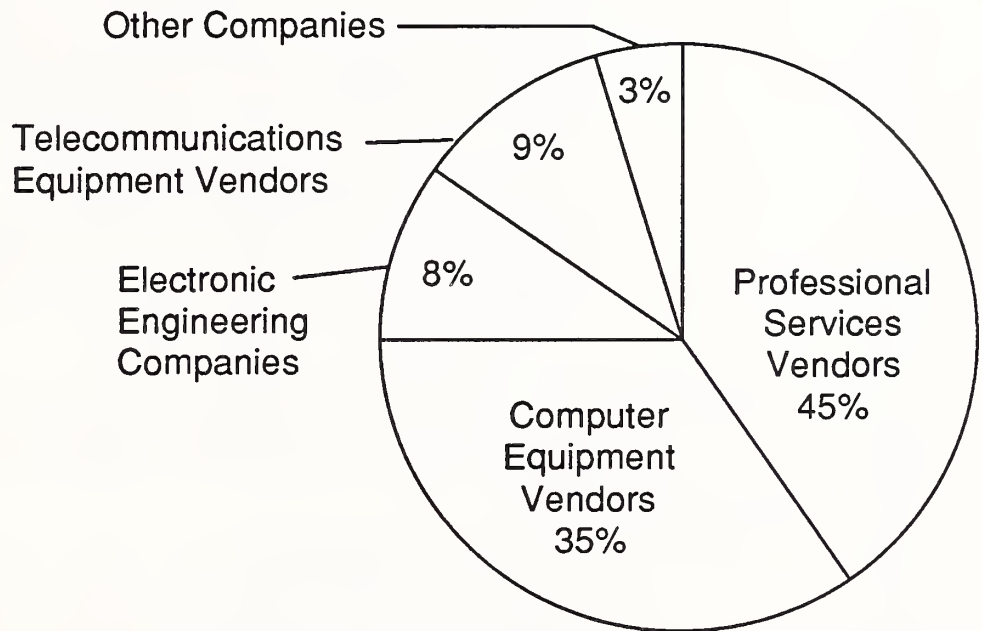 Other Companies
3%
Telecommunications
Equipment Vendors
9%
Electronic
Engineering
Companies
8%
Professional
Services
Vendors
45%
Computer
Equipment
Vendors
35%